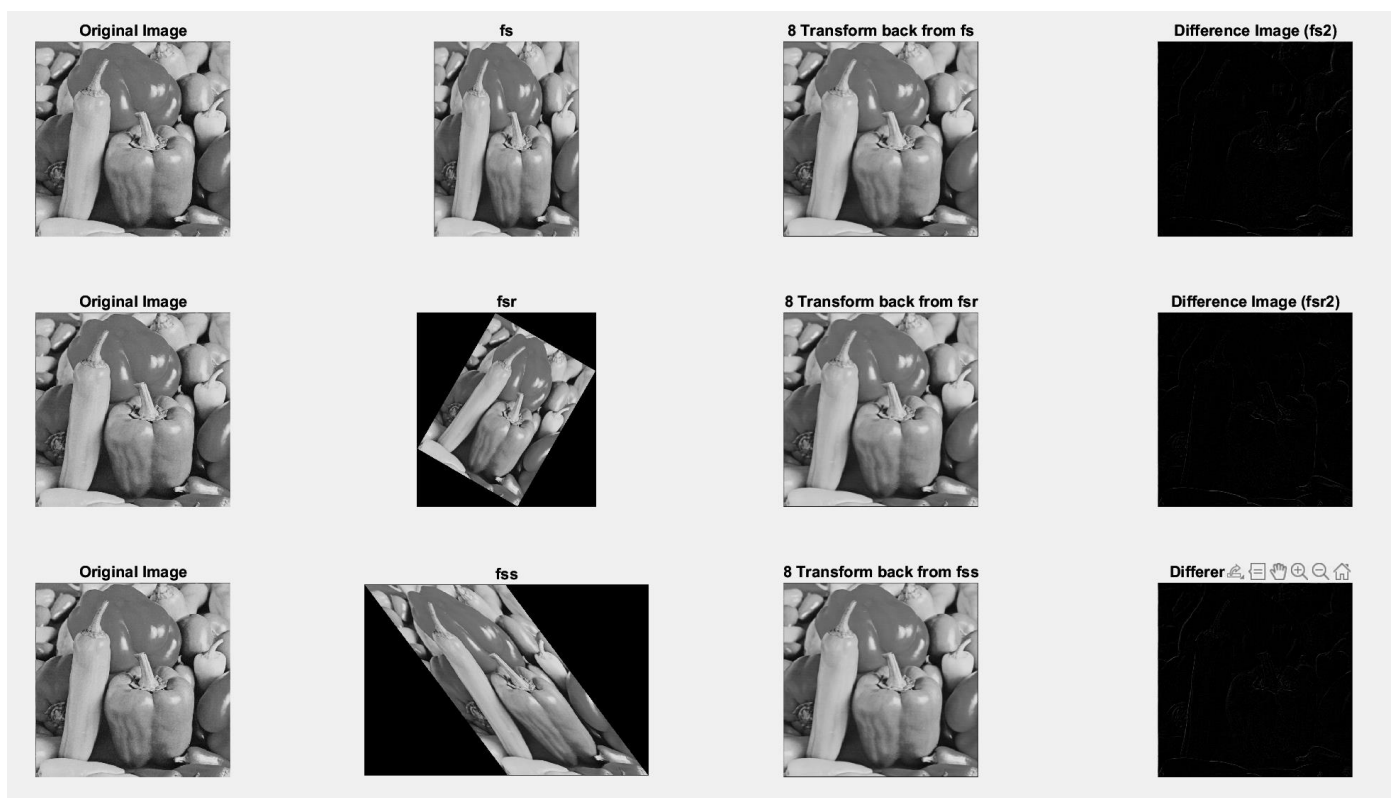 Original Image
fs
8 Transform back from fs
Difference Image (fs2)
Original Image
fsr
8 Transform back from fsr
Difference Image (fsr2)
Original Image
fss
8 Transform back from fss
Differer